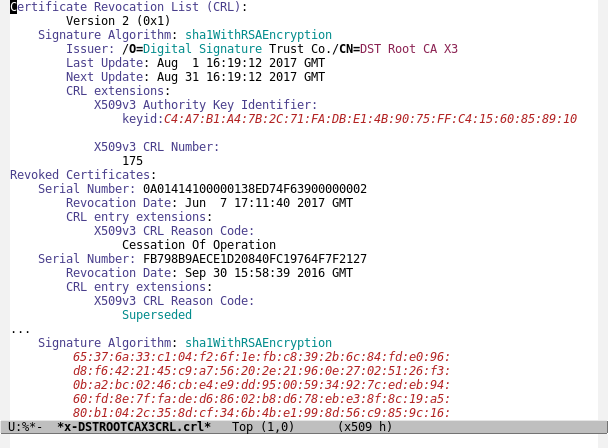 Certificate Revocation List (CRL):
        Version 2 (0x1)
    Signature Algorithm: sha1WithRSAEncryption
        Issuer: /O=Digital Signature Trust Co./CN=DST Root CA X3
        Last Update: Aug  1 16:19:12 2017 GMT
        Next Update: Aug 31 16:19:12 2017 GMT
        CRL extensions:
            X509v3 Authority Key Identifier:
                keyid:C4:A7:B1:A4:7B:2C:71:FA:DB:E1:4B:90:75:FF:C4:15:60:85:89:10

            X509v3 CRL Number:
                175
Revoked Certificates:
    Serial Number: 0A01414100000138ED74F63900000002
        Revocation Date: Jun  7 17:11:40 2017 GMT
        CRL entry extensions:
            X509v3 CRL Reason Code:
                Cessation Of Operation
    Serial Number: FB798B9AECE1D20840FC19764F7F2127
        Revocation Date: Sep 30 15:58:39 2016 GMT
        CRL entry extensions:
            X509v3 CRL Reason Code:
                Superseded
...
    Signature Algorithm: sha1WithRSAEncryption
         65:37:6a:33:c1:04:f2:6f:1e:fb:c8:39:2b:6c:84:fd:e0:96:
         d8:f6:42:21:45:c9:a7:56:20:2e:21:96:0e:27:02:51:26:f3:
         0b:a2:bc:02:46:cb:e4:e9:dd:95:00:59:34:92:7c:ed:eb:94:
         60:fd:8e:7f:fa:de:d6:86:02:b8:d6:78:eb:e3:8f:8c:19:a5:
         80:b1:04:2c:35:8d:cf:34:6b:4b:e1:99:8d:56:c9:85:9c:16:
U:%*-  *x-DSTROOTCAX3CRL.crl*   Top (1,0)      (x509 h)